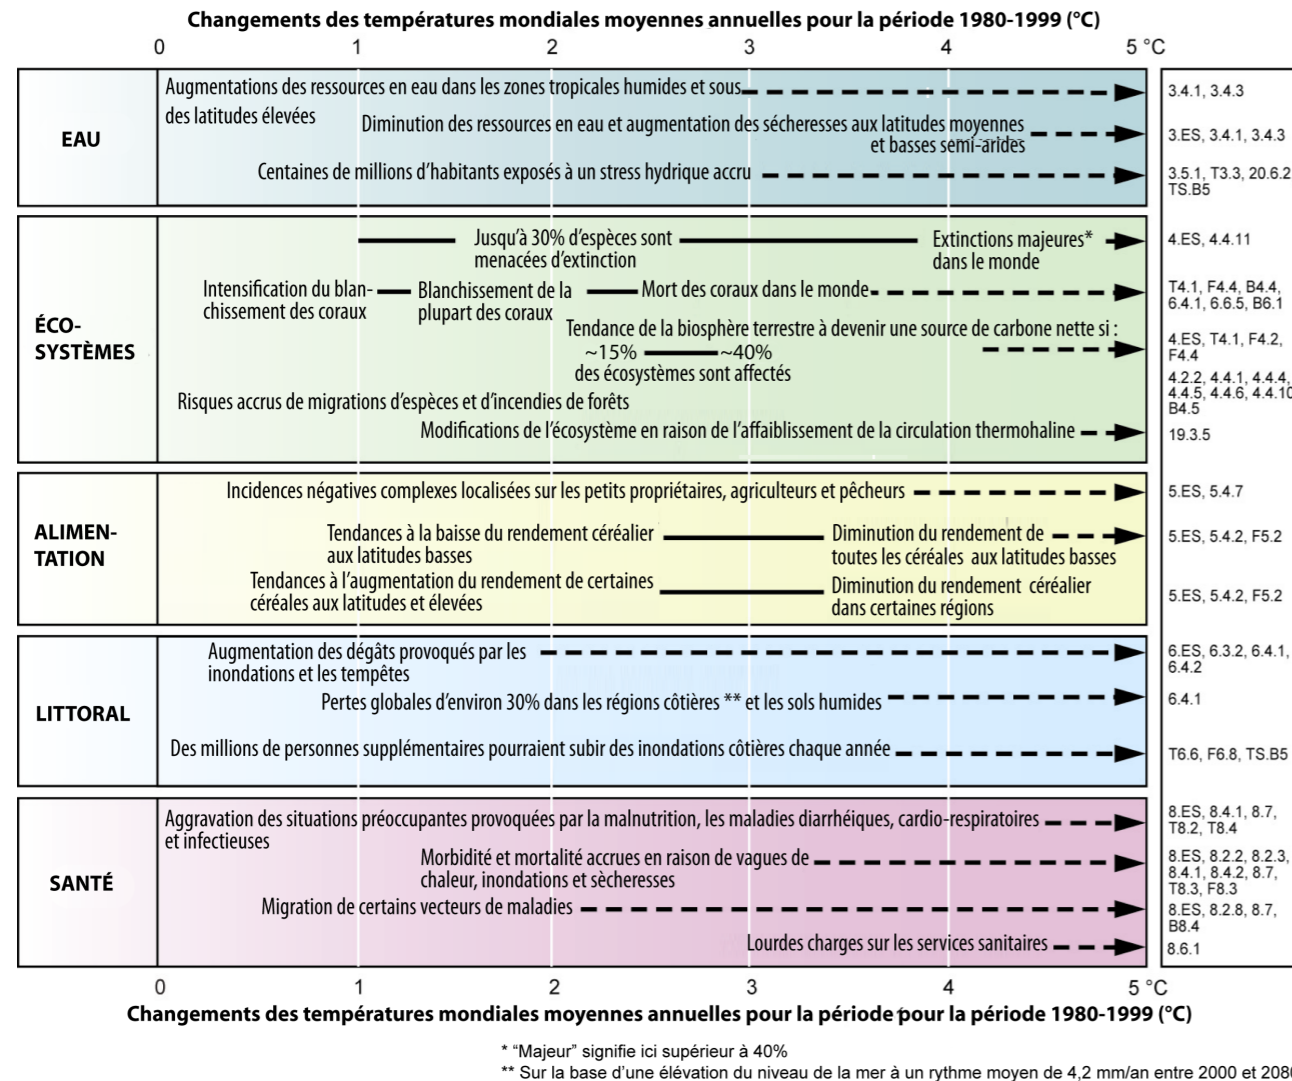 Changements des températures mondiales moyennes annuelles pour la période 1980-1999 (°C)
0 1 2 3 4 5 °C
EAU
Augmentations des ressources en eau dans les zones tropicales humides et sous
des latitudes élevées
3.4.1, 3.4.3
Diminution des ressources en eau et augmentation des sécheresses aux latitudes moyennes
et basses semi-arides
3.ES, 3.4.1, 3.4.3
Centaines de millions d'habitants exposés à un stress hydrique accru
3.5.1, T3.3, 20.6.2
TS.B5
ÉCO-
SYSTÈMES
Jusqu'à 30% d'espèces sont
menacées d'extinction
Extinctions majeures*
dans le monde
4.ES, 4.4.11
Intensification du blan-
chissement des coraux
Blanchissement de la
plupart des coraux
Mort des coraux dans le monde
T4.1, F4.4, B4.4,
6.4.1, 6.6.5, B6.1
Tendance de la biosphère terrestre à devenir une source de carbone nette si :
~15% ~40%
des écosystèmes sont affectés
4.ES, T4.1, F4.2,
F4.4
Risques accrus de migrations d'espèces et d'incendies de forêts
4.2.2, 4.4.1, 4.4.4,
4.4.5, 4.4.6, 4.4.10
B4.5
Modifications de l'écosystème en raison de l'affaiblissement de la circulation thermohaline
19.3.5
ALIMEN-
TATION
Incidences négatives complexes localisées sur les petits propriétaires, agriculteurs et pêcheurs
5.ES, 5.4.7
Tendances à la baisse du rendement céréalier
aux latitudes basses
Diminution du rendement de
toutes les céréales aux latitudes basses
5.ES, 5.4.2, F5.2
Tendances à l'augmentation du rendement de certaines
céréales aux latitudes et élevées
Diminution du rendement céréalier
dans certaines régions
5.ES, 5.4.2, F5.2
LITTORAL
Augmentation des dégâts provoqués par les
inondations et les tempêtes
6.ES, 6.3.2, 6.4.1,
6.4.2
Pertes globales d'environ 30% dans les régions côtières ** et les sols humides
6.4.1
Des millions de personnes supplémentaires pourraient subir des inondations côtières chaque année
T6.6, F6.8, TS.B5
SANTÉ
Aggravation des situations préoccupantes provoquées par la malnutrition, les maladies diarrhéiques, cardio-respiratoires
et infectieuses
8.ES, 8.4.1, 8.7,
T8.2, T8.4
Morbidité et mortalité accrues en raison de vagues de
chaleur, inondations et sècheresses
8.ES, 8.2.2, 8.2.3,
8.4.1, 8.4.2, 8.7,
T8.3, F8.3
Migration de certains vecteurs de maladies
8.ES, 8.2.8, 8.7,
B8.4
Lourdes charges sur les services sanitaires
8.6.1
0 1 2 3 4 5 °C
Changements des températures mondiales moyennes annuelles pour la période pour la période 1980-1999 (°C)
* "Majeur" signifie ici supérieur à 40%
** Sur la base d'une élévation du niveau de la mer à un rythme moyen de 4,2 mm/an entre 2000 et 2080